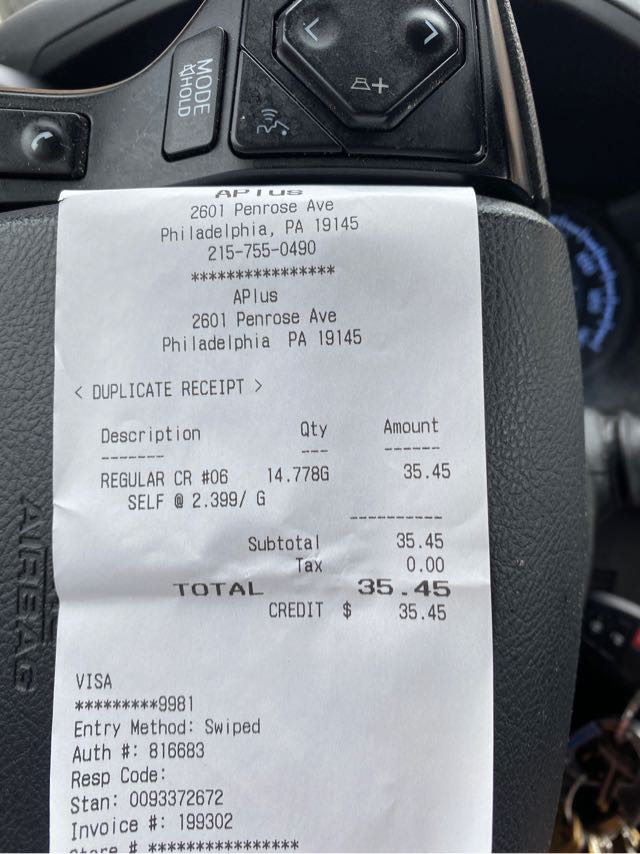 MODE
HOLD
APlus
2601 Penrose Ave
Philadelphia, PA 19145
215-755-0490
*****************
APlus
2601 Penrose Ave
Philadelphia PA 19145
< DUPLICATE RECEIPT >
Description Qty Amount
------- --- ------
REGULAR CR #06 14.778G 35.45
SELF @ 2.399/ G
----------
Subtotal 35.45
Tax 0.00
TOTAL 35.45
CREDIT $ 35.45
VISA
*********9981
Entry Method: Swiped
Auth #: 816683
Resp Code:
Stan: 0093372672
Invoice #: 199302
Store # *****************
AIRBAG